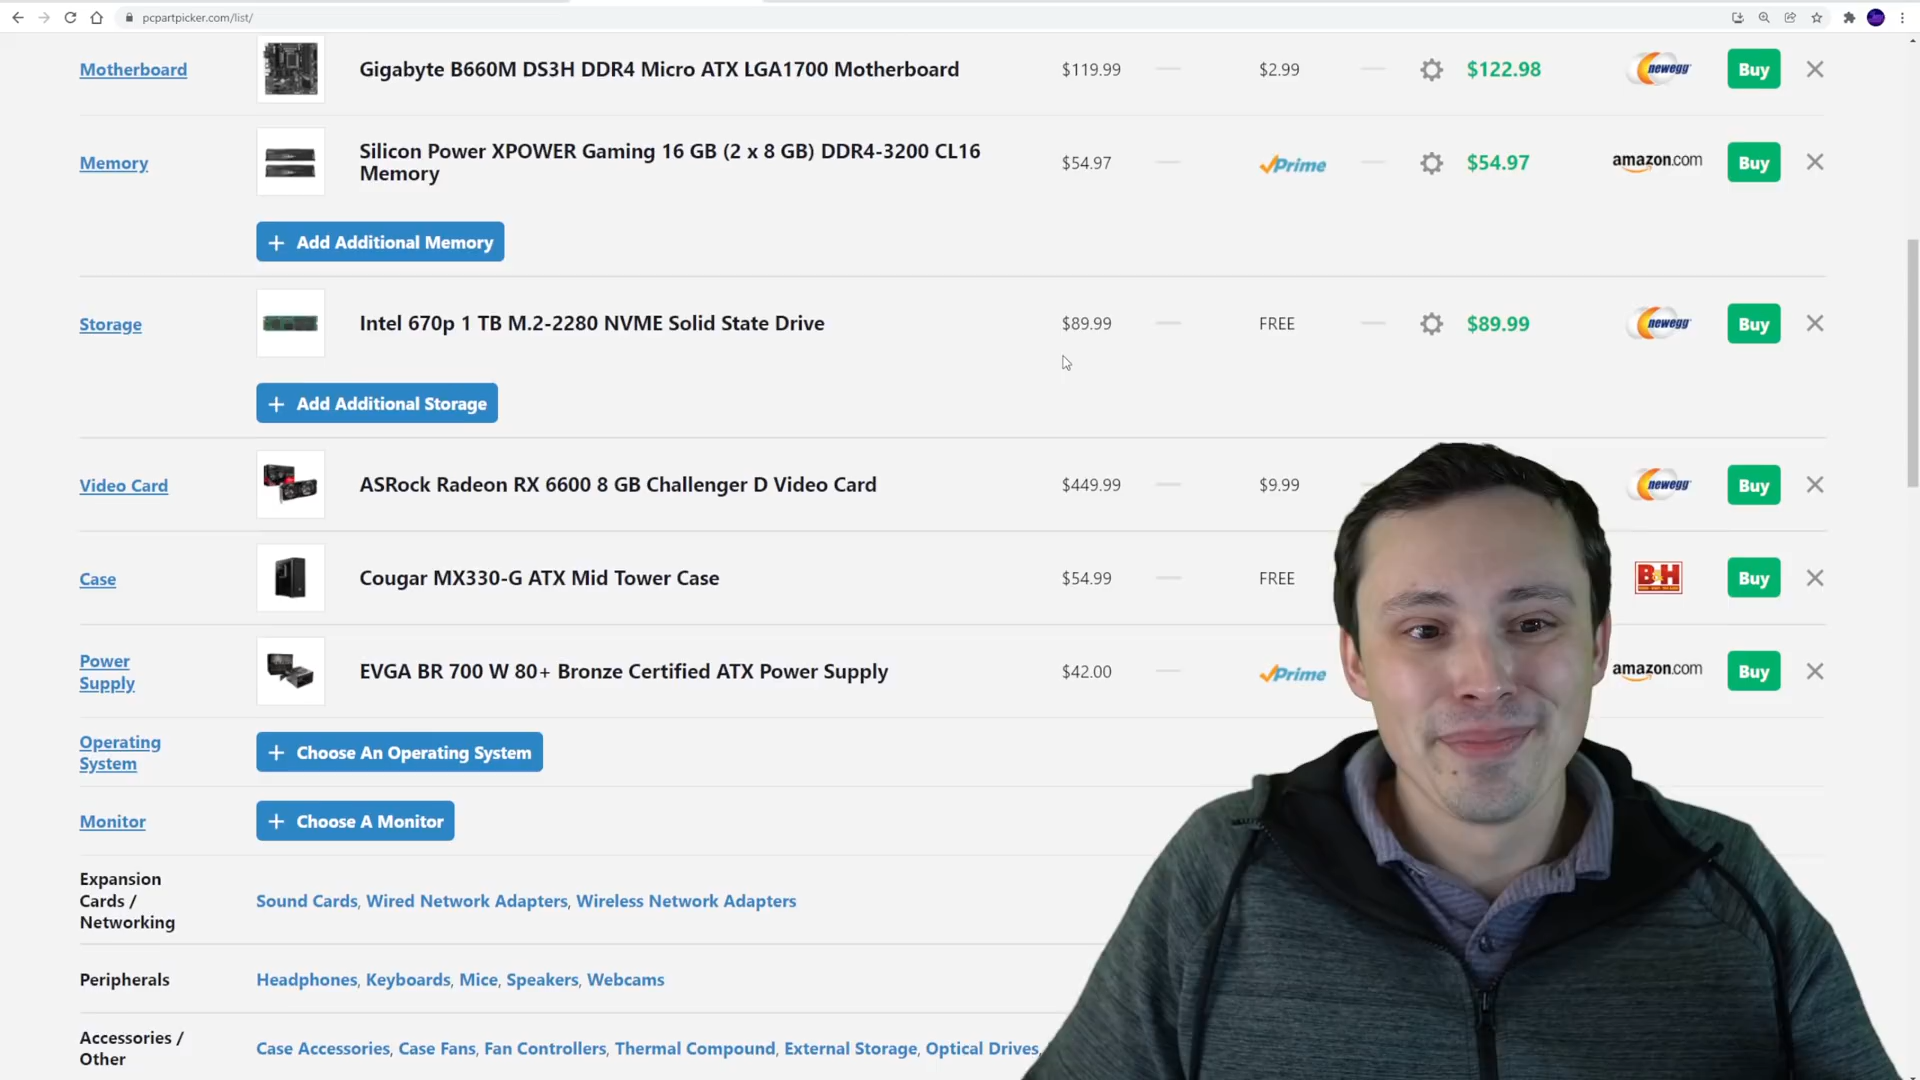 pcpartpicker.com/list/
Motherboard Gigabyte B660M DS3H DDR4 Micro ATX LGA1700 Motherboard $119.99 $2.99 $122.98 newegg Buy
Memory Silicon Power XPOWER Gaming 16 GB (2 x 8 GB) DDR4-3200 CL16 Memory $54.97 Prime $54.97 amazon.com Buy
+ Add Additional Memory
Storage Intel 670p 1 TB M.2-2280 NVME Solid State Drive $89.99 FREE $89.99 newegg Buy
+ Add Additional Storage
Video Card ASRock Radeon RX 6600 8 GB Challenger D Video Card $449.99 $9.99 newegg Buy
Case Cougar MX330-G ATX Mid Tower Case $54.99 FREE B&H Buy
Power Supply EVGA BR 700 W 80+ Bronze Certified ATX Power Supply $42.00 Prime amazon.com Buy
Operating System + Choose An Operating System
Monitor + Choose A Monitor
Expansion Cards / Networking Sound Cards, Wired Network Adapters, Wireless Network Adapters
Peripherals Headphones, Keyboards, Mice, Speakers, Webcams
Accessories / Other Case Accessories, Case Fans, Fan Controllers, Thermal Compound, External Storage, Optical Drives,